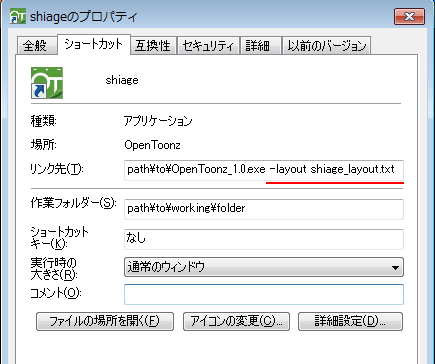 shiageのプロパティ
全般 ショートカット 互換性 セキュリティ 詳細 以前のバージョン
shiage
種類: アプリケーション
場所: OpenToonz
リンク先(T): path¥to¥OpenToonz_1.0.exe -layout shiage_layout.txt
作業フォルダー(S): path¥to¥working¥folder
ショートカット
キー(K): なし
実行時の
大きさ(R): 通常のウィンドウ
コメント(O):
ファイルの場所を開く(F) アイコンの変更(C)... 詳細設定(D)...